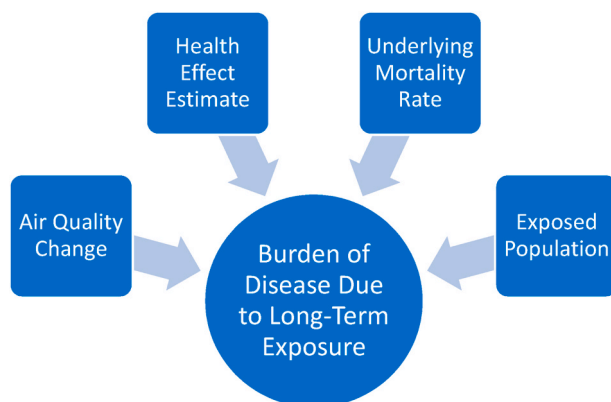 Health
Effect
Estimate
Underlying
Mortality
Rate
Air Quality
Change
Exposed
Population
Burden of
Disease Due
to Long-Term
Exposure